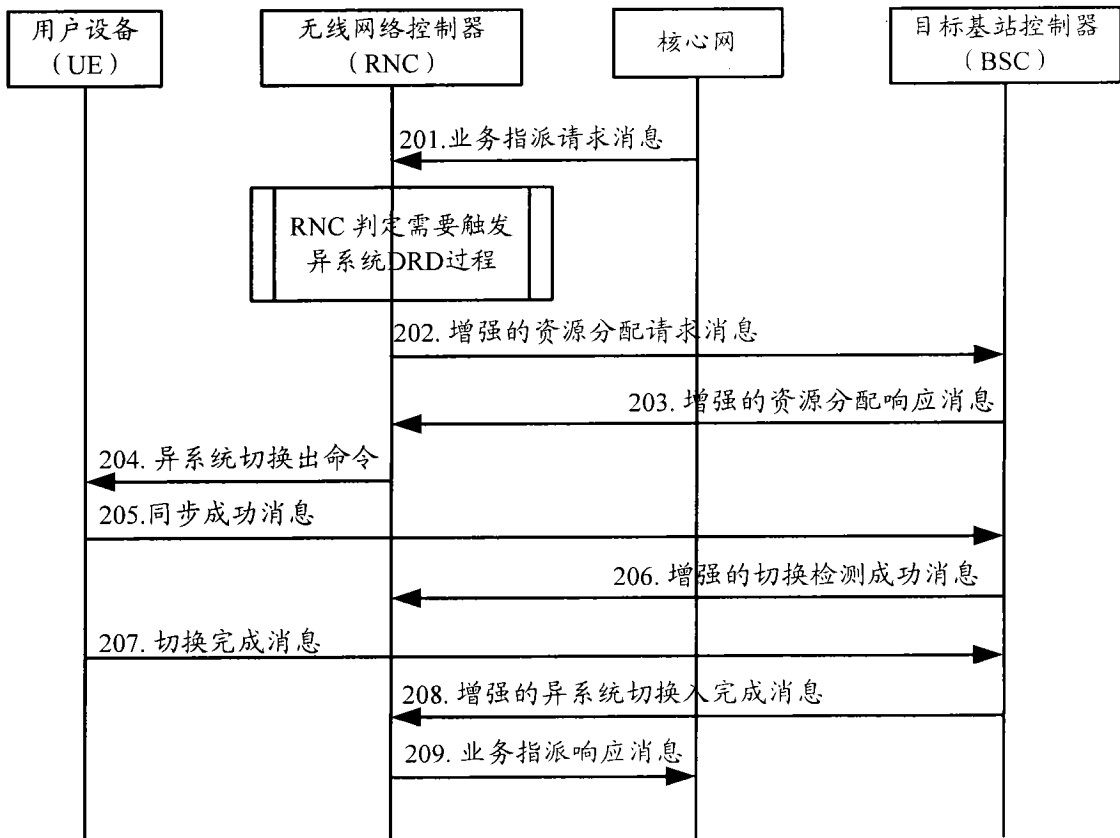 用户设备
（UE）
无线网络控制器
（RNC）
核心网
目标基站控制器
（BSC）
201.业务指派请求消息
RNC 判定需要触发
异系统DRD过程
202. 增强的资源分配请求消息
203. 增强的资源分配响应消息
204. 异系统切换出命令
205.同步成功消息
206. 增强的切换检测成功消息
207. 切换完成消息
208. 增强的异系统切换入完成消息
209. 业务指派响应消息